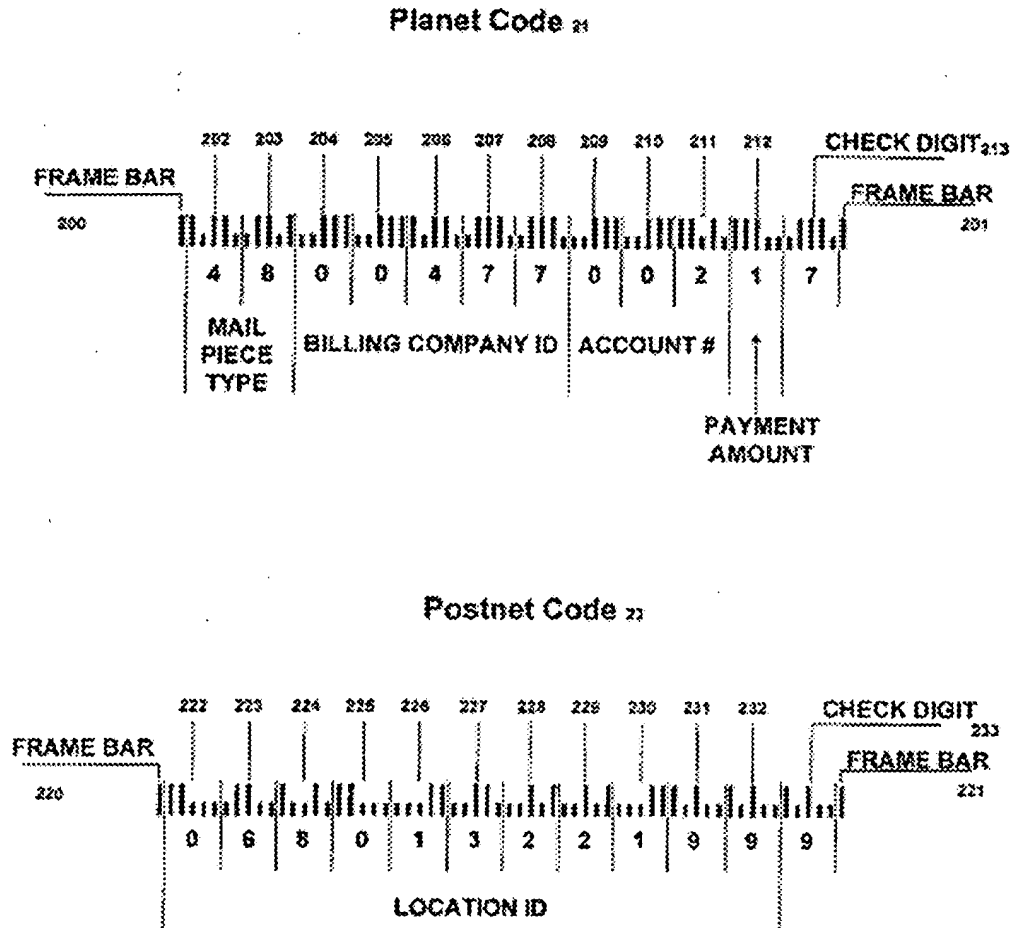 Planet Code 21
202 203 204 205 206 207 208 209 210 211 212 CHECK DIGIT 213
FRAME BAR FRAME BAR
200 201
4 8 0 0 4 7 7 0 0 2 1 7
MAIL PIECE TYPE
BILLING COMPANY ID
ACCOUNT #
PAYMENT AMOUNT
Postnet Code 22
222 223 224 225 226 227 228 229 230 231 232 CHECK DIGIT 233
FRAME BAR FRAME BAR
220 221
0 6 8 0 1 3 2 2 1 9 9 9
LOCATION ID